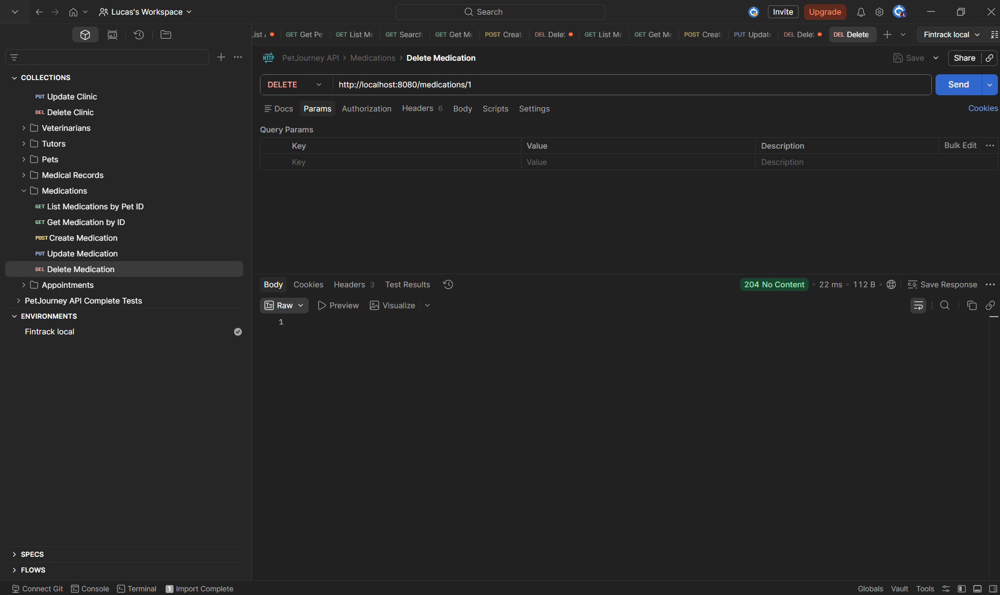 Lucas's Workspace
Search
Invite
Upgrade
L
List
GET Get Pe
GET List Me
GET Search
GET Get Me
POST Creat
DEL Dele
GET List Me
GET Get Me
POST Creat
PUT Update
DEL Dele
DEL Delete
Fintrack local
HTTP PetJourney API > Medications > Delete Medication
Save
Share
DELETE http://localhost:8080/medications/1
Send
Docs Params Authorization Headers 6 Body Scripts Settings
Cookies
Query Params
Key Value Description Bulk Edit
Key Value Description
COLLECTIONS
PUT Update Clinic
DEL Delete Clinic
Veterinarians
Tutors
Pets
Medical Records
Medications
GET List Medications by Pet ID
GET Get Medication by ID
POST Create Medication
PUT Update Medication
DEL Delete Medication
Appointments
PetJourney API Complete Tests
ENVIRONMENTS
Fintrack local
SPECS
FLOWS
Body Cookies Headers 3 Test Results
204 No Content • 22 ms • 112 B
e.g. Save Response
Raw Preview Visualize
1
Connect Git Console Terminal 1 Import Complete
Globals Vault Tools